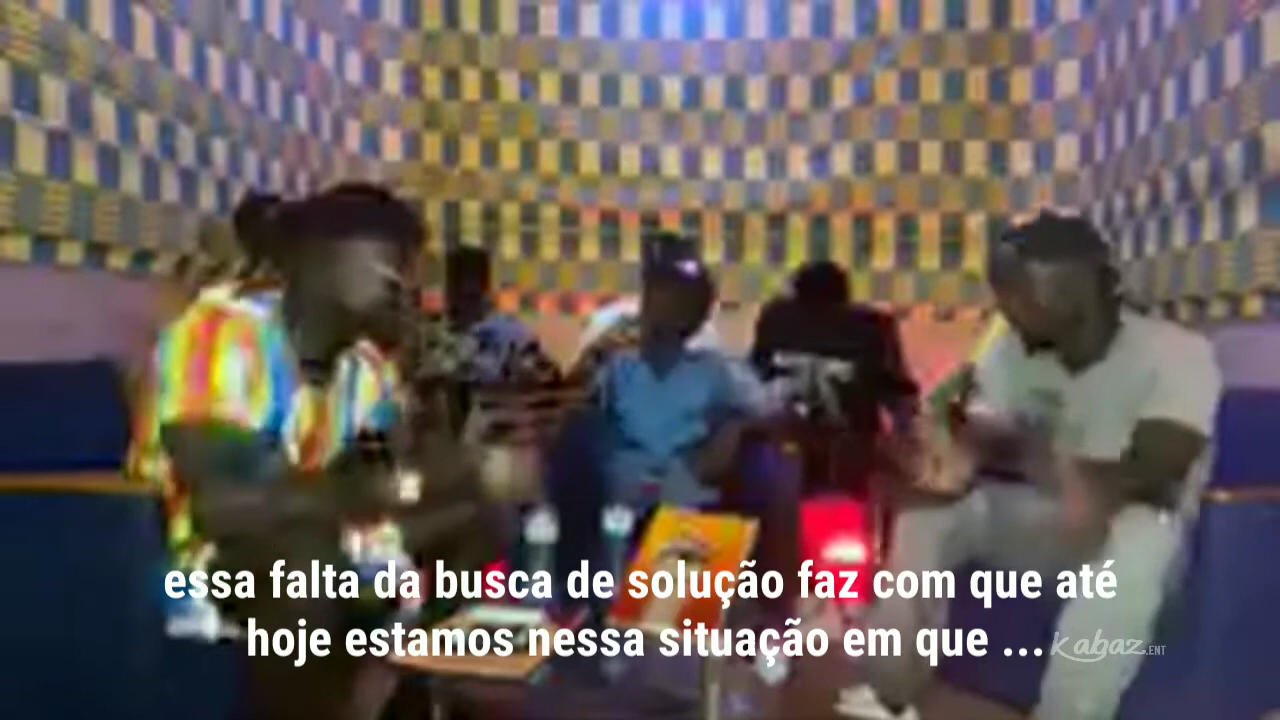 essa falta da busca de solução faz com que até
hoje estamos nessa situação em que ...
Kabaz.ENT